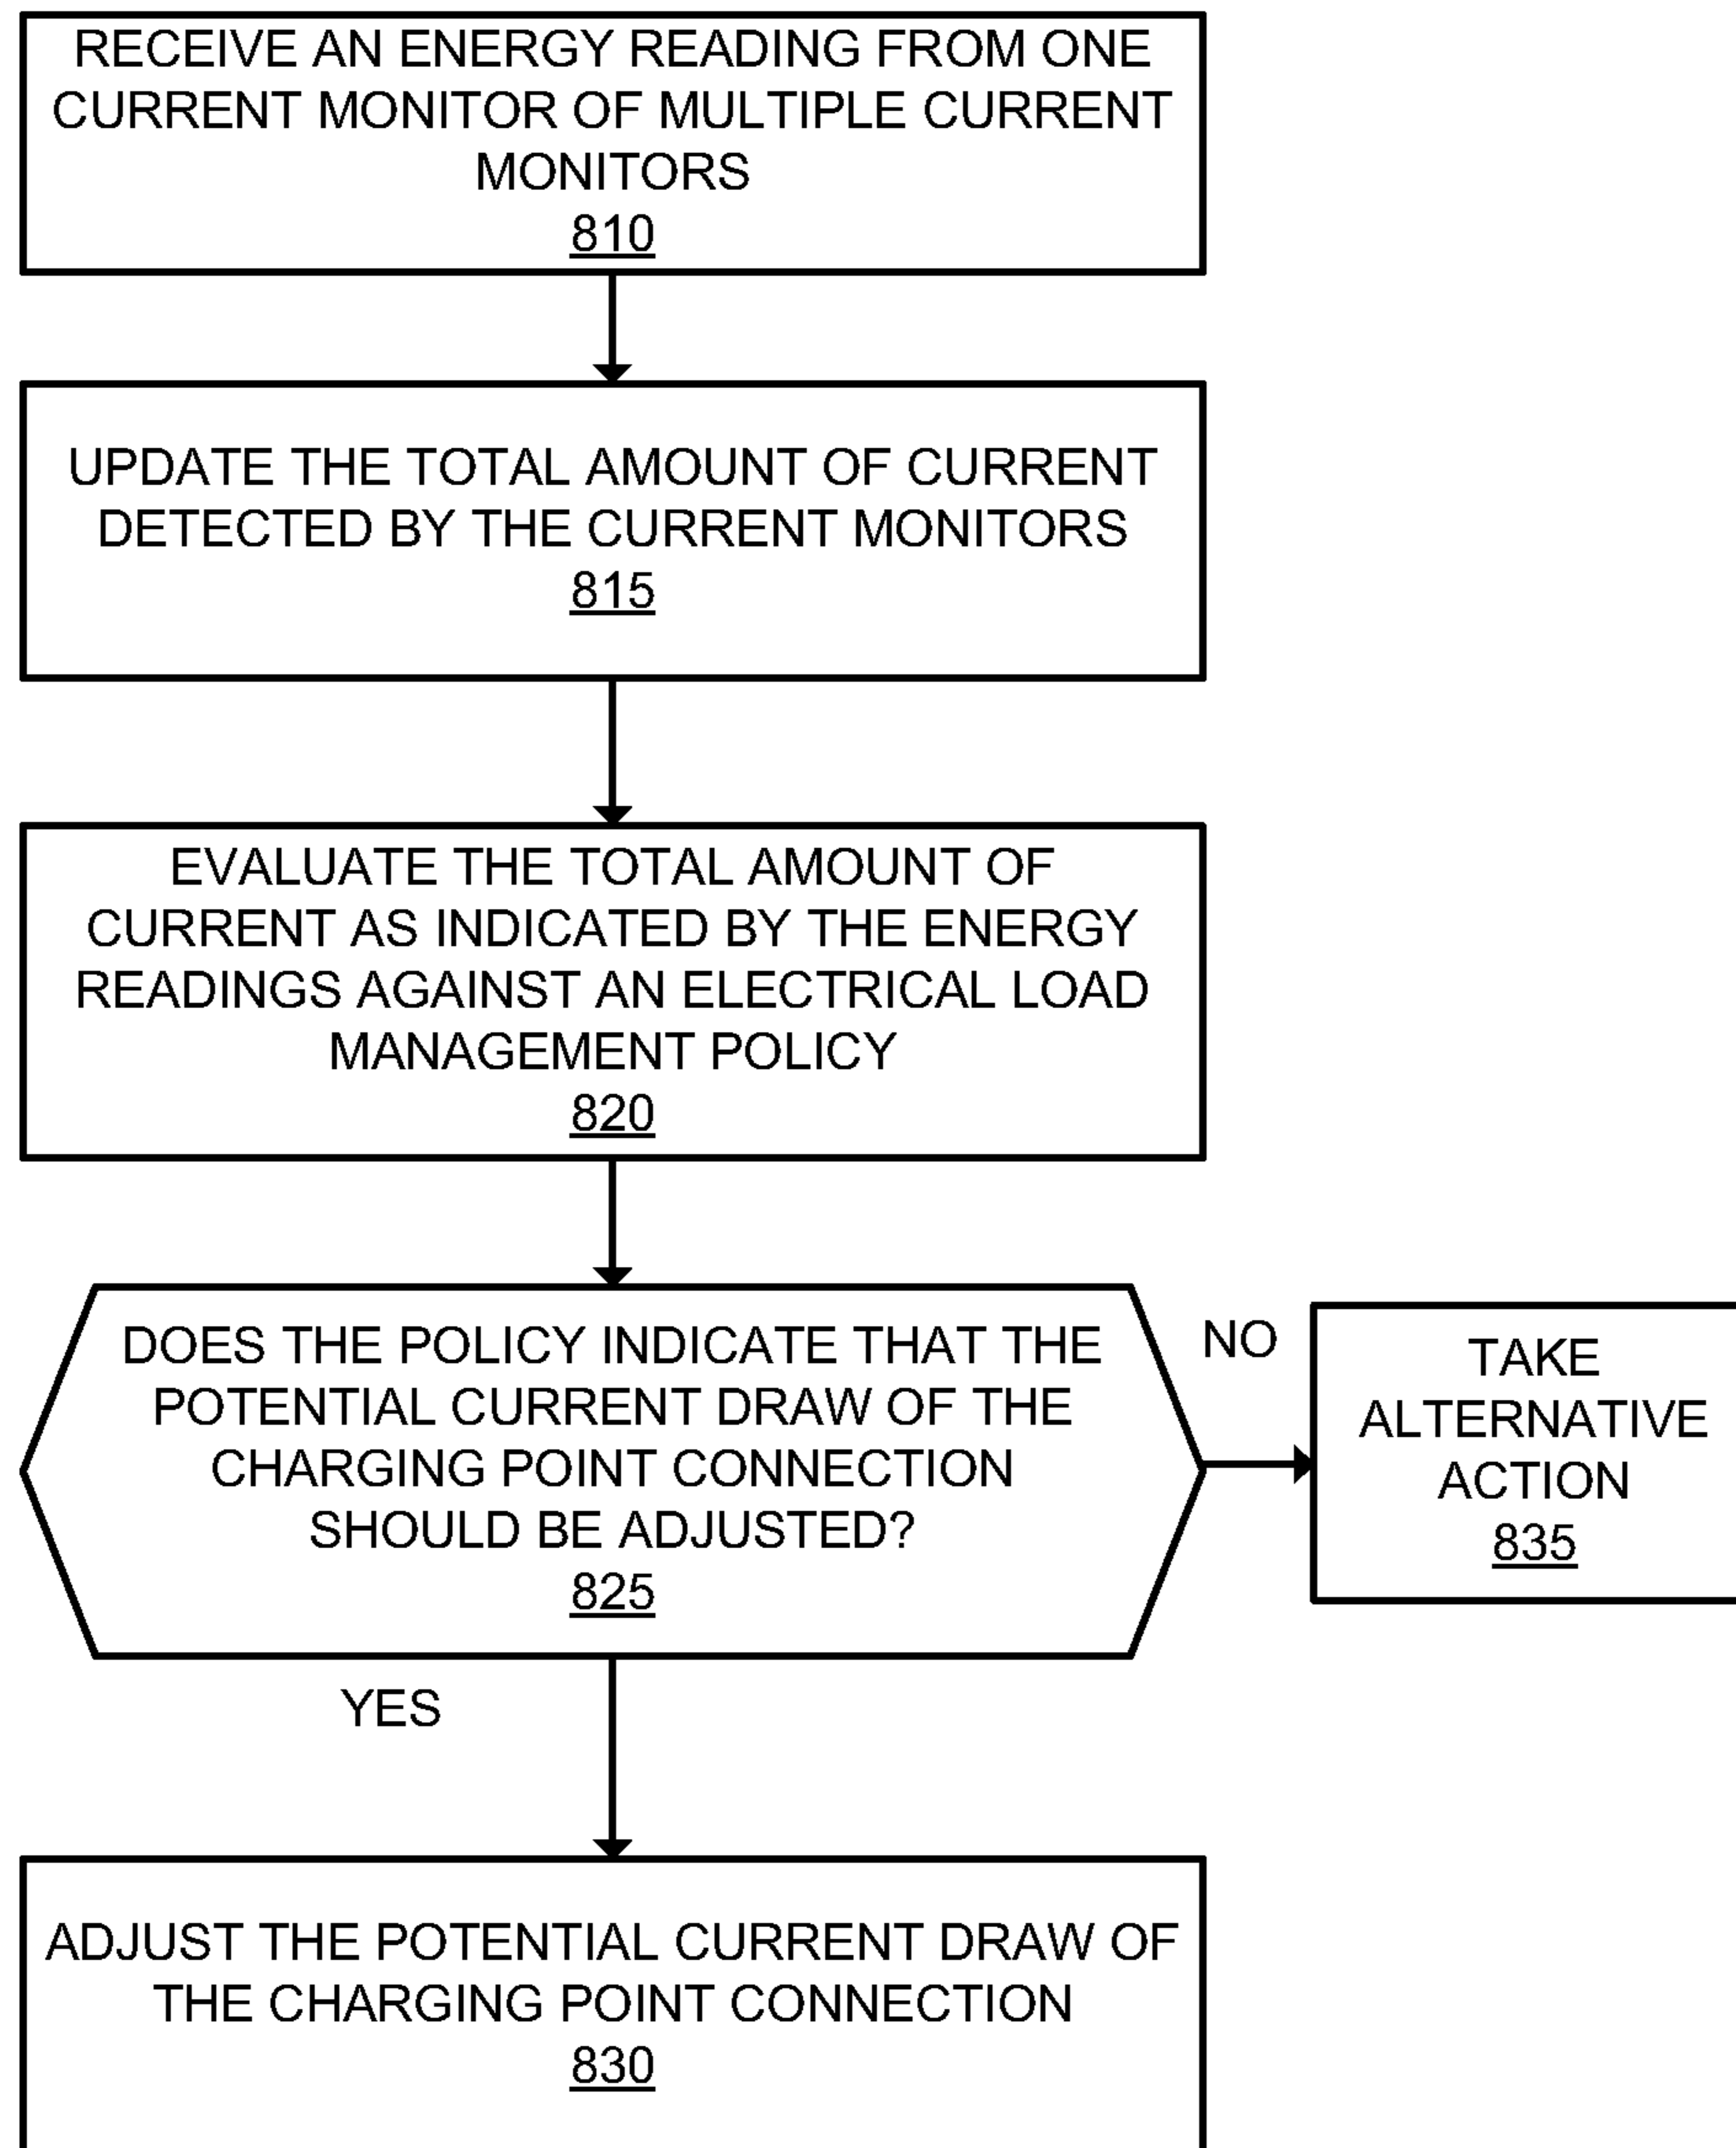 RECEIVE AN ENERGY READING FROM ONE
CURRENT MONITOR OF MULTIPLE CURRENT
MONITORS
810
UPDATE THE TOTAL AMOUNT OF CURRENT
DETECTED BY THE CURRENT MONITORS
815
EVALUATE THE TOTAL AMOUNT OF
CURRENT AS INDICATED BY THE ENERGY
READINGS AGAINST AN ELECTRICAL LOAD
MANAGEMENT POLICY
820
DOES THE POLICY INDICATE THAT THE
POTENTIAL CURRENT DRAW OF THE
CHARGING POINT CONNECTION
SHOULD BE ADJUSTED?
825
NO
TAKE
ALTERNATIVE
ACTION
835
YES
ADJUST THE POTENTIAL CURRENT DRAW OF
THE CHARGING POINT CONNECTION
830